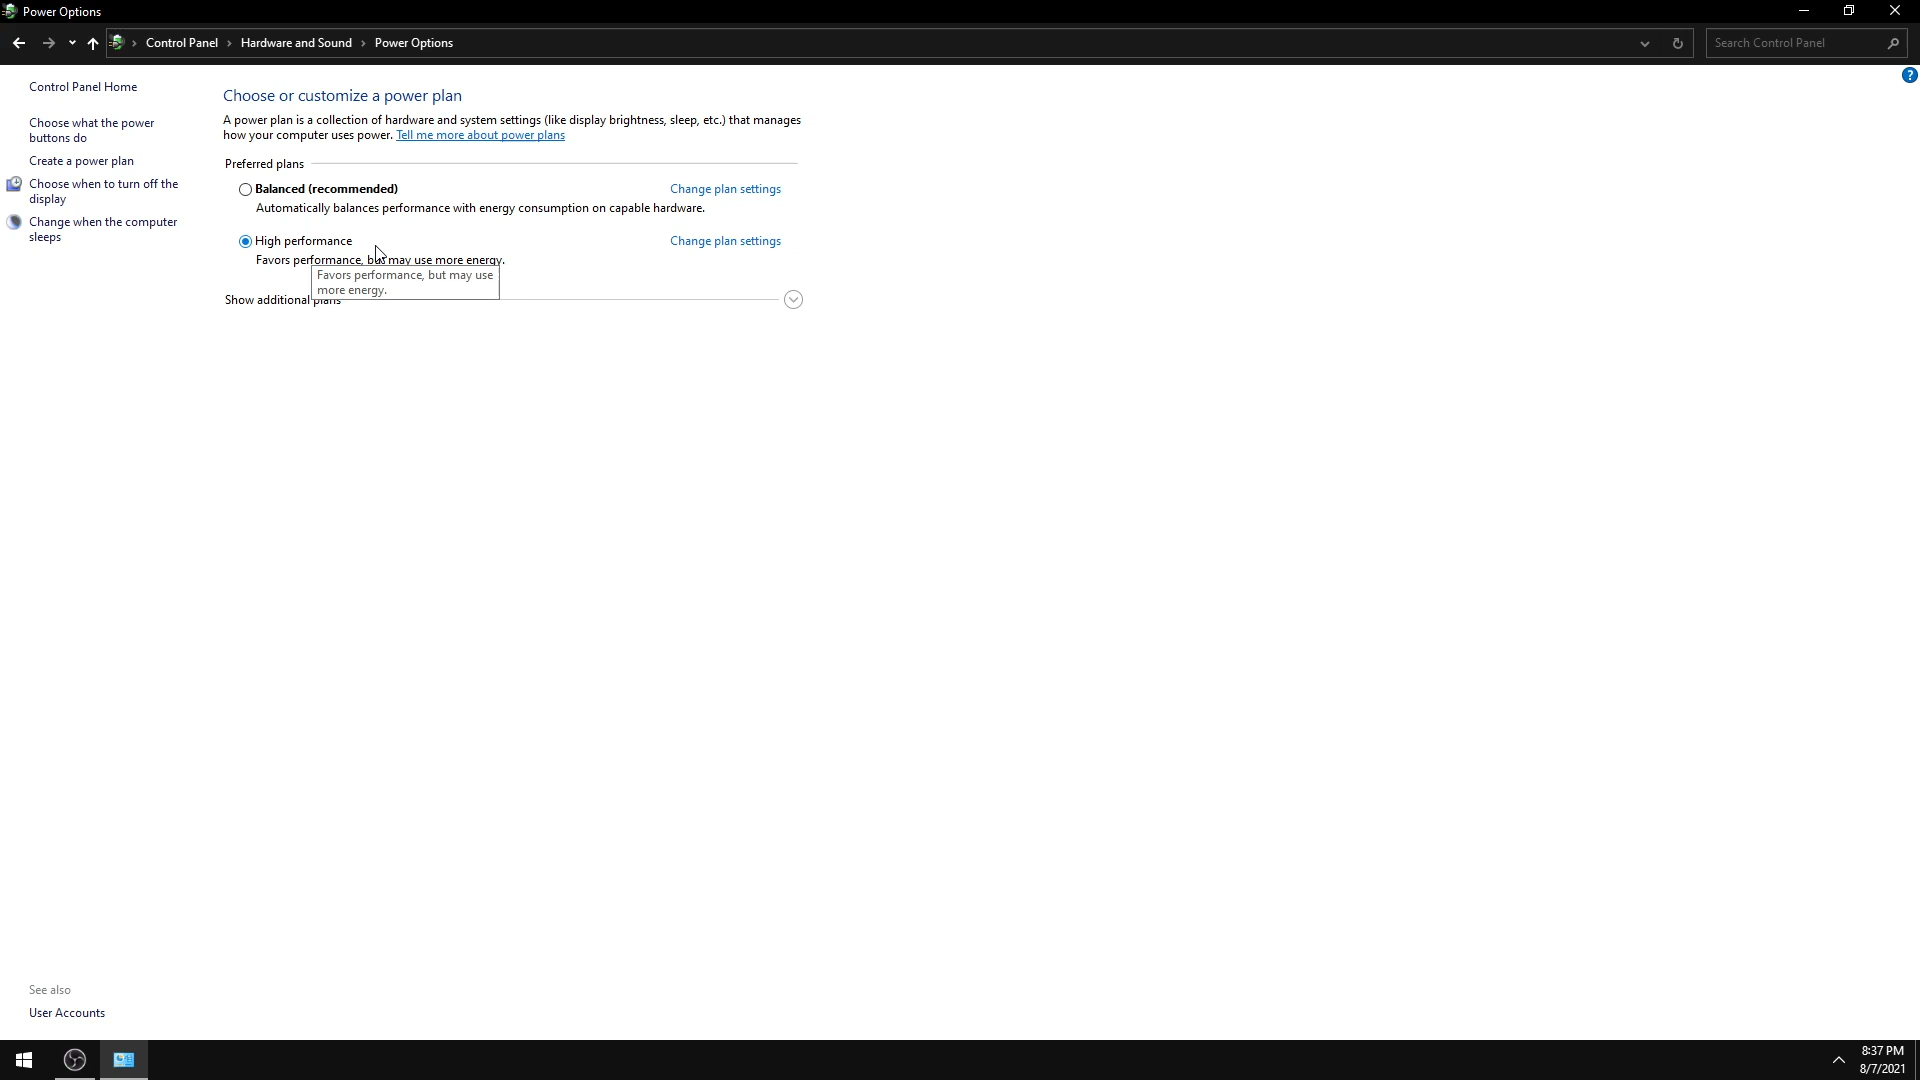 Power Options
Control Panel › Hardware and Sound › Power Options
Search Control Panel
?
Control Panel Home
Choose what the power
buttons do
Create a power plan
Choose when to turn off the
display
Change when the computer
sleeps
Choose or customize a power plan
A power plan is a collection of hardware and system settings (like display brightness, sleep, etc.) that manages
how your computer uses power. Tell me more about power plans
Preferred plans
Balanced (recommended) Change plan settings
Automatically balances performance with energy consumption on capable hardware.
High performance Change plan settings
Favors performance, but may use more energy.
Favors performance, but may use
more energy.
Show additional plans
See also
User Accounts
8:37 PM
8/7/2021